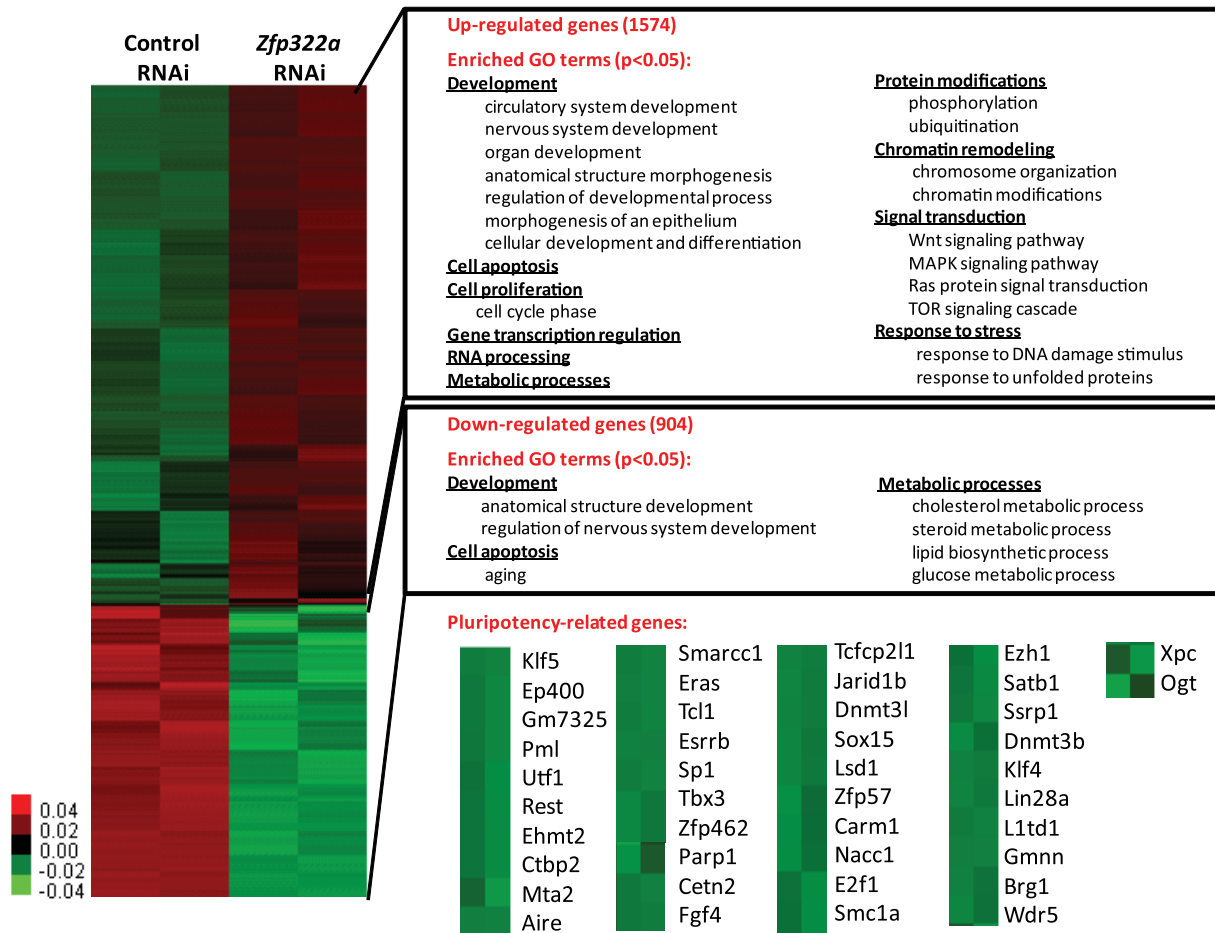 Control RNAi
Zfp322a RNAi
Up-regulated genes (1574)
Enriched GO terms (p<0.05):
Development
circulatory system development
nervous system development
organ development
anatomical structure morphogenesis
regulation of developmental process
morphogenesis of an epithelium
cellular development and differentiation
Cell apoptosis
Cell proliferation
cell cycle phase
Gene transcription regulation
RNA processing
Metabolic processes
Protein modifications
phosphorylation
ubiquitination
Chromatin remodeling
chromosome organization
chromatin modifications
Signal transduction
Wnt signaling pathway
MAPK signaling pathway
Ras protein signal transduction
TOR signaling cascade
Response to stress
response to DNA damage stimulus
response to unfolded proteins
Down-regulated genes (904)
Enriched GO terms (p<0.05):
Development
anatomical structure development
regulation of nervous system development
Cell apoptosis
aging
Metabolic processes
cholesterol metabolic process
steroid metabolic process
lipid biosynthetic process
glucose metabolic process
Pluripotency-related genes:
Klf5
Ep400
Gm7325
Pml
Utf1
Rest
Ehmt2
Ctbp2
Mta2
Aire
Smarcc1
Eras
Tcl1
Esrrb
Sp1
Tbx3
Zfp462
Parp1
Cetn2
Fgf4
Tcfcp2l1
Jarid1b
Dnmt3l
Sox15
Lsd1
Zfp57
Carm1
Nacc1
E2f1
Smc1a
Ezh1
Satb1
Ssrp1
Dnmt3b
Klf4
Lin28a
L1td1
Gmnn
Brg1
Wdr5
Xpc
Ogt
0.04
0.02
0.00
-0.02
-0.04